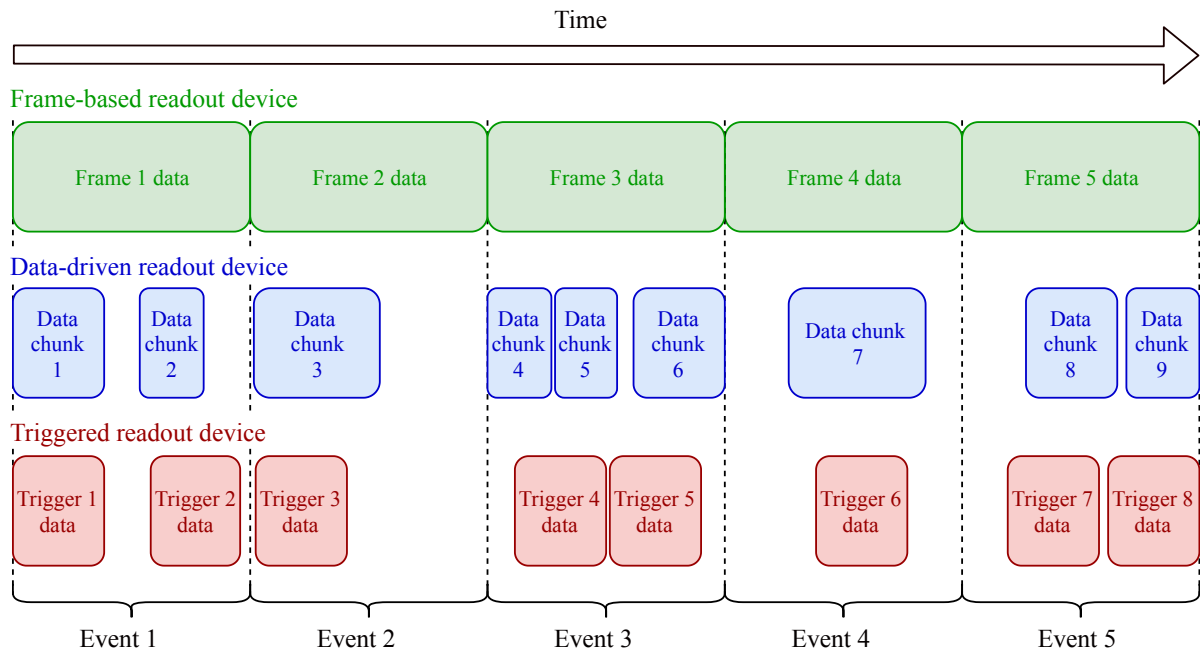 Time
Frame-based readout device
Frame 1 data
Frame 2 data
Frame 3 data
Frame 4 data
Frame 5 data
Data-driven readout device
Data
chunk
1
Data
chunk
2
Data
chunk
3
Data
chunk
4
Data
chunk
5
Data
chunk
6
Data chunk
7
Data
chunk
8
Data
chunk
9
Triggered readout device
Trigger 1
data
Trigger 2
data
Trigger 3
data
Trigger 4
data
Trigger 5
data
Trigger 6
data
Trigger 7
data
Trigger 8
data
Event 1
Event 2
Event 3
Event 4
Event 5